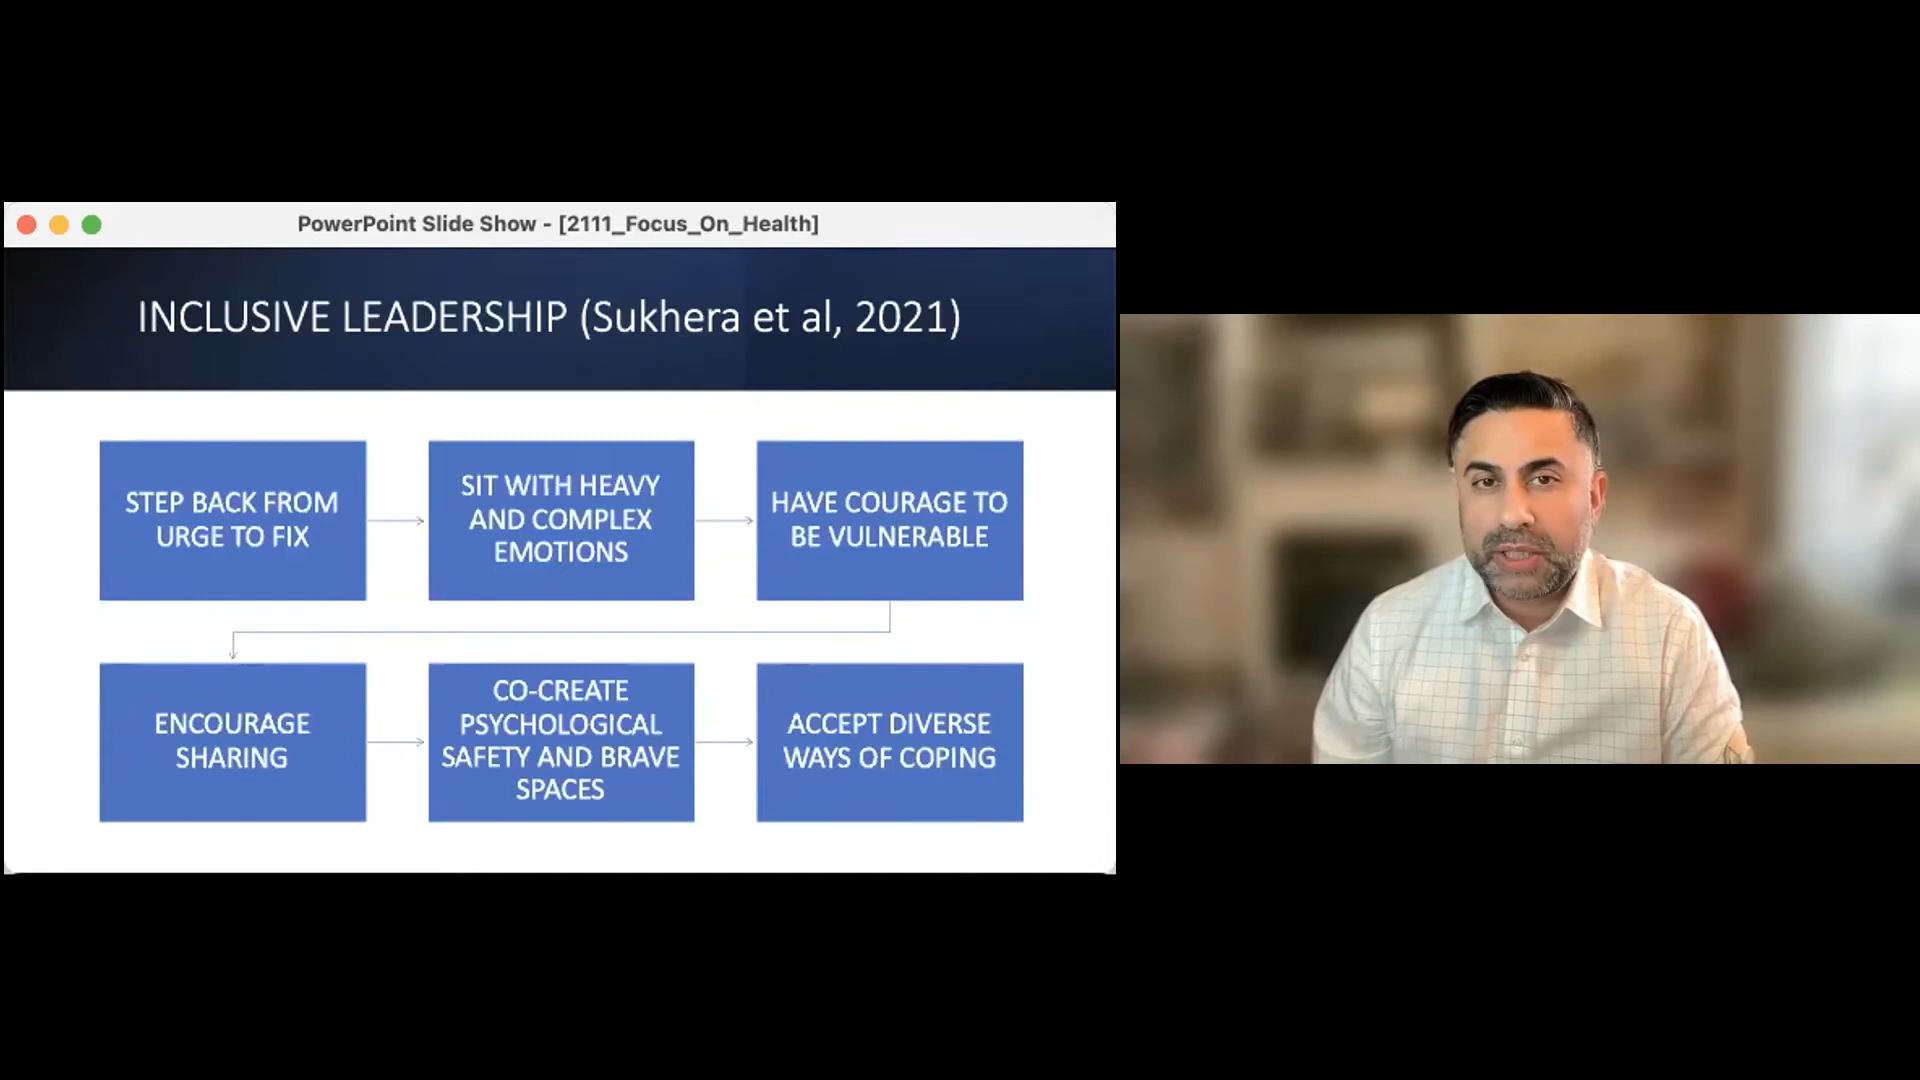 PowerPoint Slide Show - [2111_Focus_On_Health]
INCLUSIVE LEADERSHIP (Sukhera et al, 2021)
STEP BACK FROM
URGE TO FIX
SIT WITH HEAVY
AND COMPLEX
EMOTIONS
HAVE COURAGE TO
BE VULNERABLE
ENCOURAGE
SHARING
CO-CREATE
PSYCHOLOGICAL
SAFETY AND BRAVE
SPACES
ACCEPT DIVERSE
WAYS OF COPING